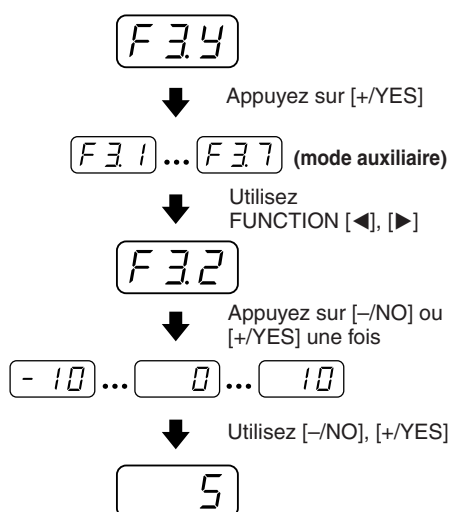 F 3.Y
Appuyez sur [+/YES]
F 3.1 ... F 3.7 (mode auxiliaire)
Utilisez
FUNCTION [◀], [▶]
F 3.2
Appuyez sur [–/NO] ou
[+/YES] une fois
- 10 ... 0 ... 10
Utilisez [–/NO], [+/YES]
5